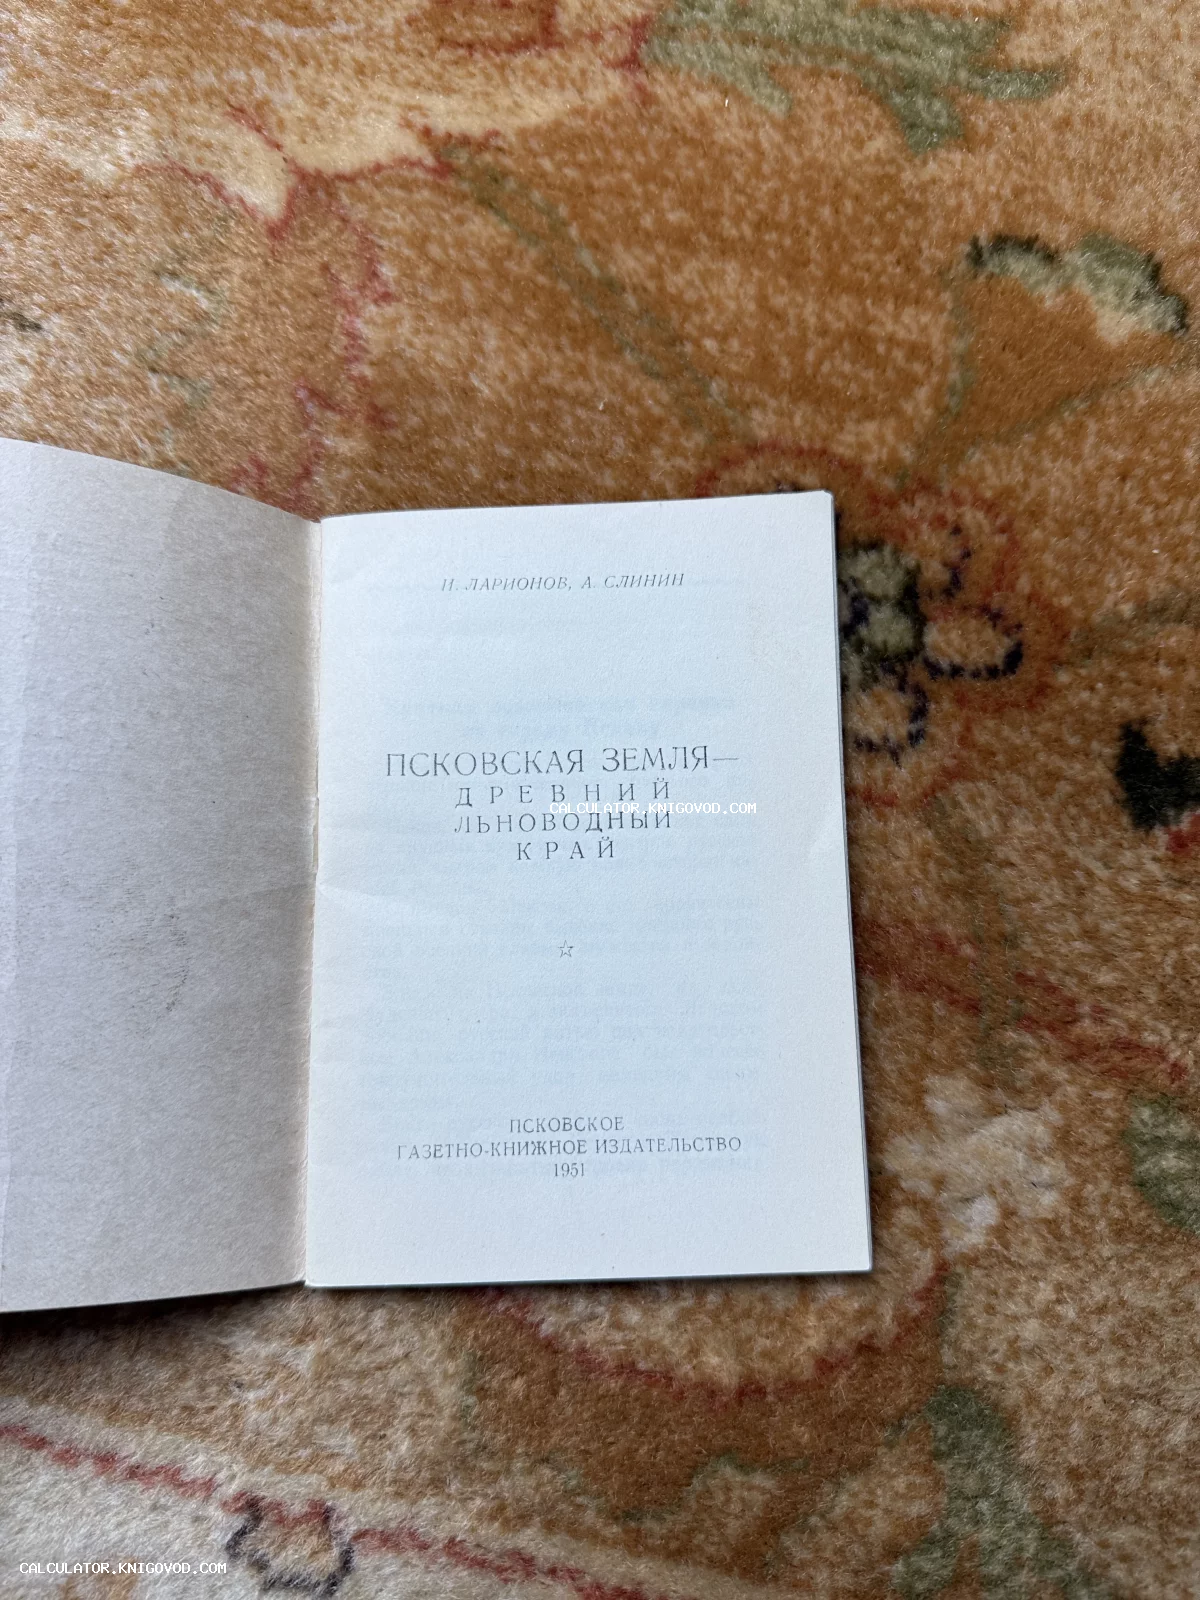 И. ЛАРИОНОВ, А. СЛИНИН
ПСКОВСКАЯ ЗЕМЛЯ—
ДРЕВНИЙ
CALCULATOR.KNIGOVOD.COM
ЛЬНОВОДНЫЙ
КРАЙ
ПСКОВСКОЕ
ГАЗЕТНО-КНИЖНОЕ ИЗДАТЕЛЬСТВО
1951
CALCULATOR.KNIGOVOD.COM